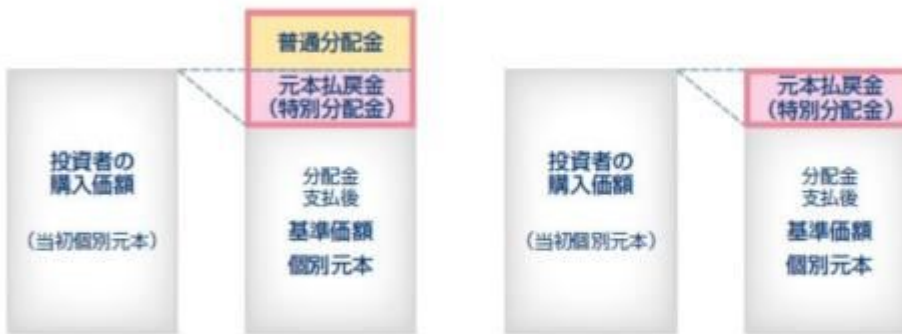 普通分配金
元本払戻金
（特別分配金）
投資者の
購入価額
（当初個別元本）
分配金
支払後
基準価額
個別元本
元本払戻金
（特別分配金）
投資者の
購入価額
（当初個別元本）
分配金
支払後
基準価額
個別元本